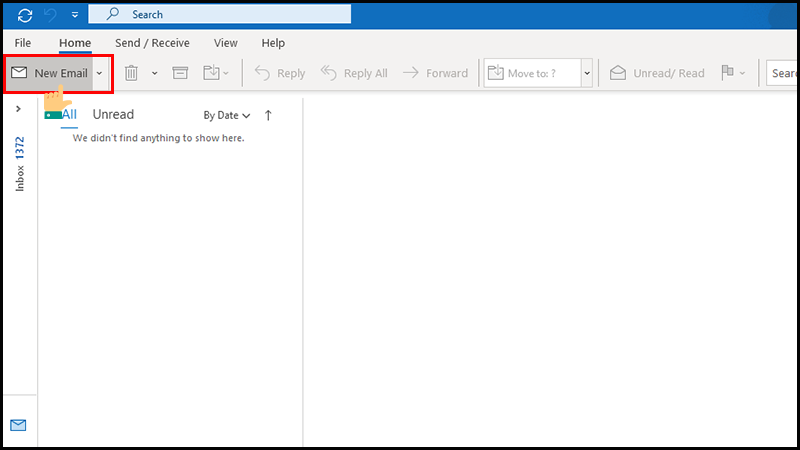 Search
File Home Send / Receive View Help
New Email Reply Reply All Forward Move to: ? Unread/ Read Searc
All Unread By Date
We didn't find anything to show here.
Inbox 1372